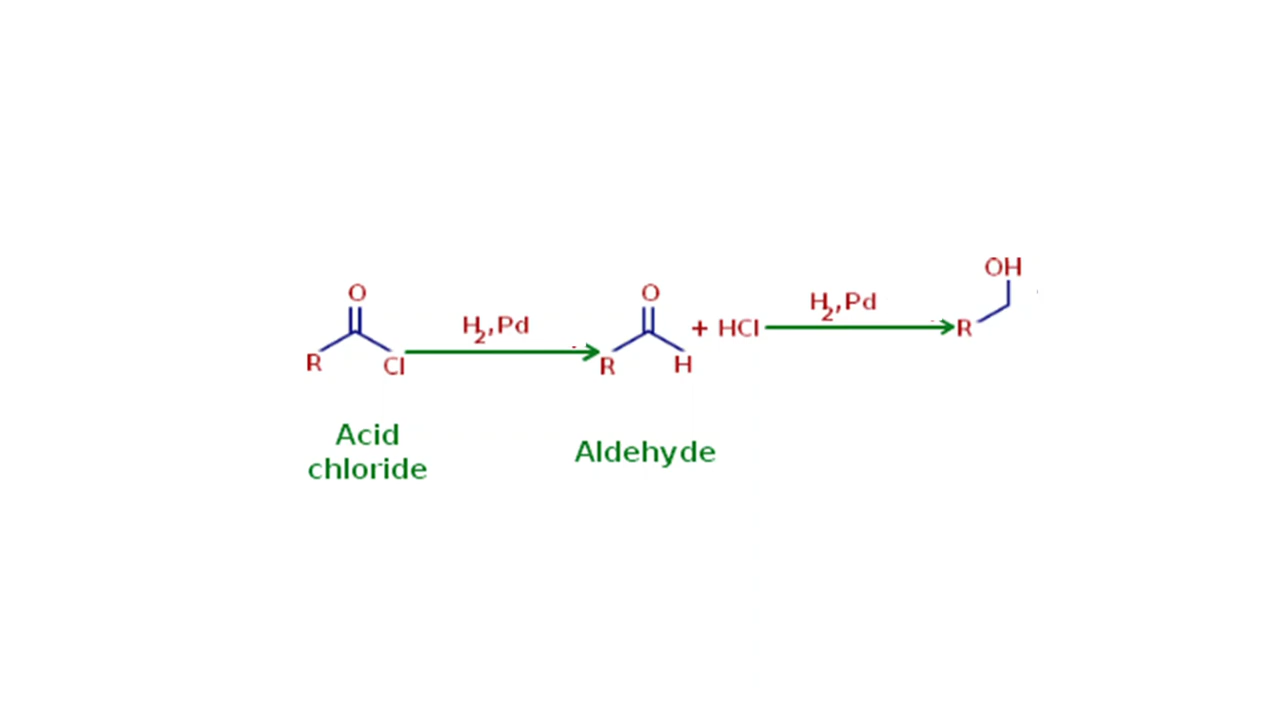 O
R
Cl
H₂,Pd
O
R
H
+ HCl
H₂,Pd
OH
R
Acid
chloride
Aldehyde